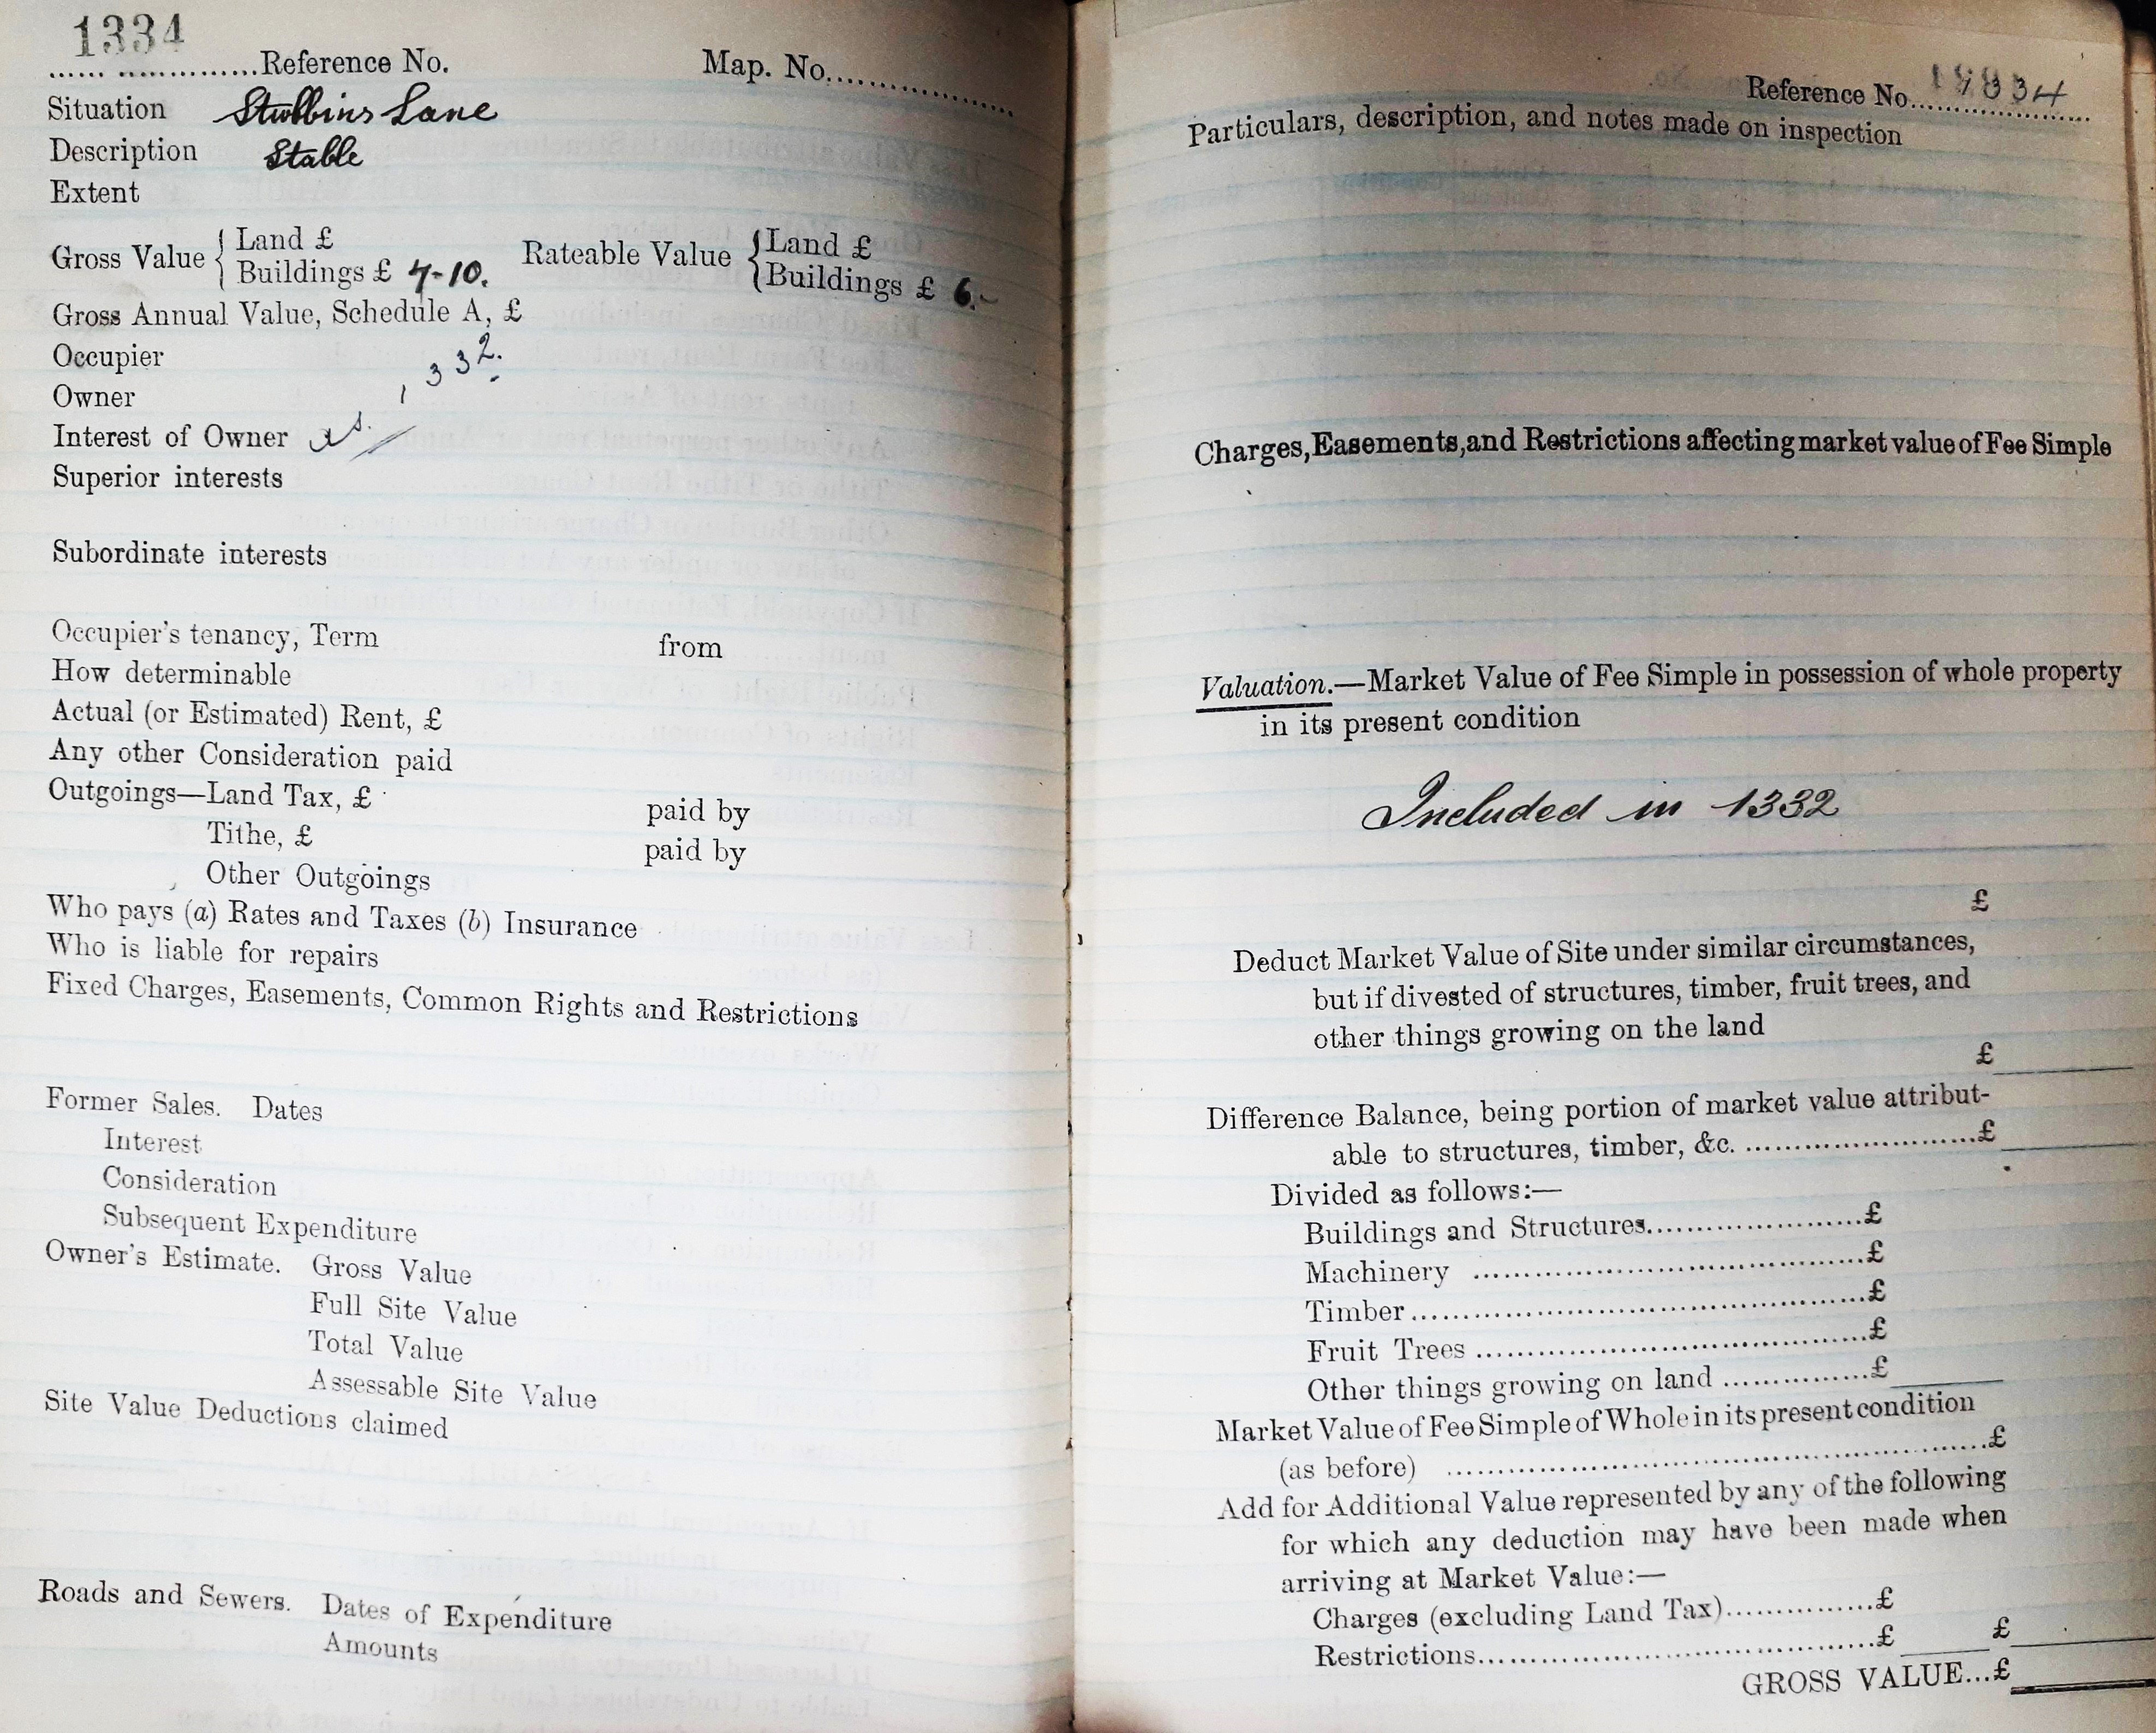 1334
Reference No. Map. No.
Situation Stubbins Lane
Description Stable
Extent
Gross Value { Land £
Buildings £ 7-10.
Rateable Value { Land £
Buildings £ 6.-
Gross Annual Value, Schedule A, £
Occupier
Owner
Interest of Owner as. 1332.
Superior interests
Subordinate interests
Occupier's tenancy, Term from
How determinable
Actual (or Estimated) Rent, £
Any other Consideration paid
Outgoings—Land Tax, £ paid by
Tithe, £ paid by
Other Outgoings
Who pays (a) Rates and Taxes (b) Insurance
Who is liable for repairs
Fixed Charges, Easements, Common Rights and Restrictions
Former Sales. Dates
Interest
Consideration
Subsequent Expenditure
Owner's Estimate. Gross Value
Full Site Value
Total Value
Assessable Site Value
Site Value Deductions claimed
Roads and Sewers. Dates of Expenditure
Amounts
Reference No.
Particulars, description, and notes made on inspection
Charges, Easements, and Restrictions affecting market value of Fee Simple
Valuation.—Market Value of Fee Simple in possession of whole property
in its present condition
Included in 1332
£
Deduct Market Value of Site under similar circumstances,
but if divested of structures, timber, fruit trees, and
other things growing on the land
£
Difference Balance, being portion of market value attribut-
able to structures, timber, &c. ........................£
Divided as follows:—
Buildings and Structures........................£
Machinery ........................£
Timber........................£
Fruit Trees ........................£
Other things growing on land ................£
Market Value of Fee Simple of Whole in its present condition
(as before) ........................£
Add for Additional Value represented by any of the following
for which any deduction may have been made when
arriving at Market Value:—
Charges (excluding Land Tax)................£
Restrictions........................£ £
GROSS VALUE...£